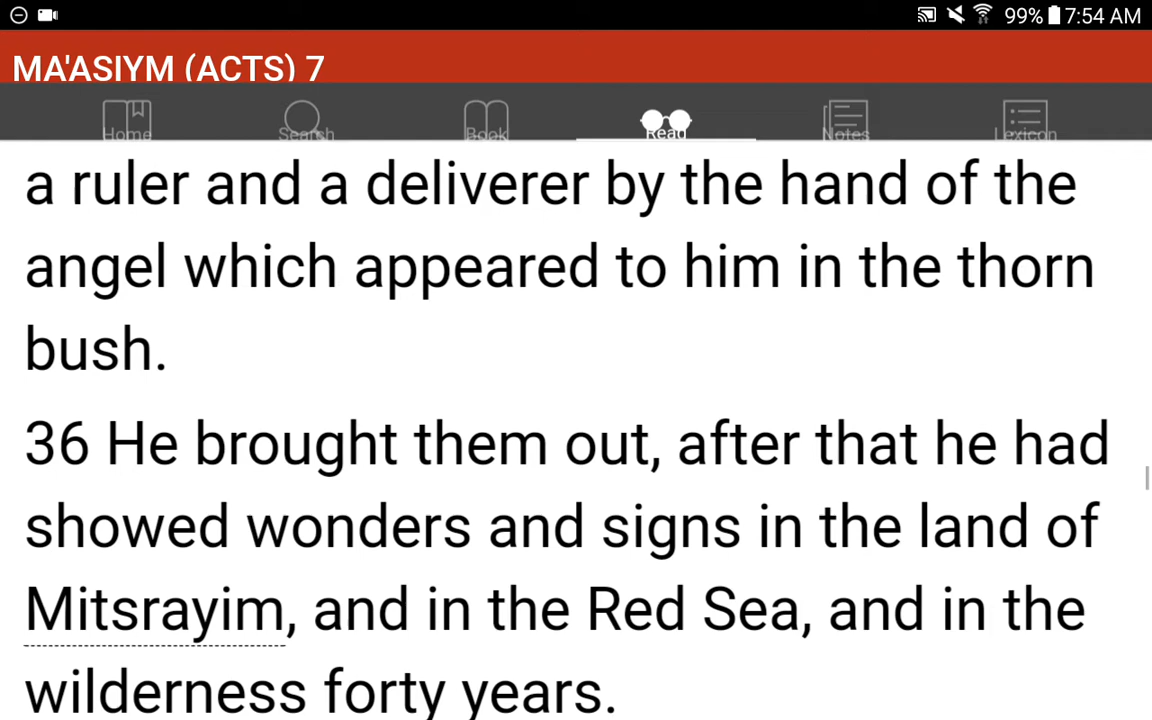 99% 7:54 AM
MA'ASIYM (ACTS) 7
Home Search Book Read Notes Lexicon
a ruler and a deliverer by the hand of the
angel which appeared to him in the thorn
bush.
36 He brought them out, after that he had
showed wonders and signs in the land of
Mitsrayim, and in the Red Sea, and in the
wilderness forty years.